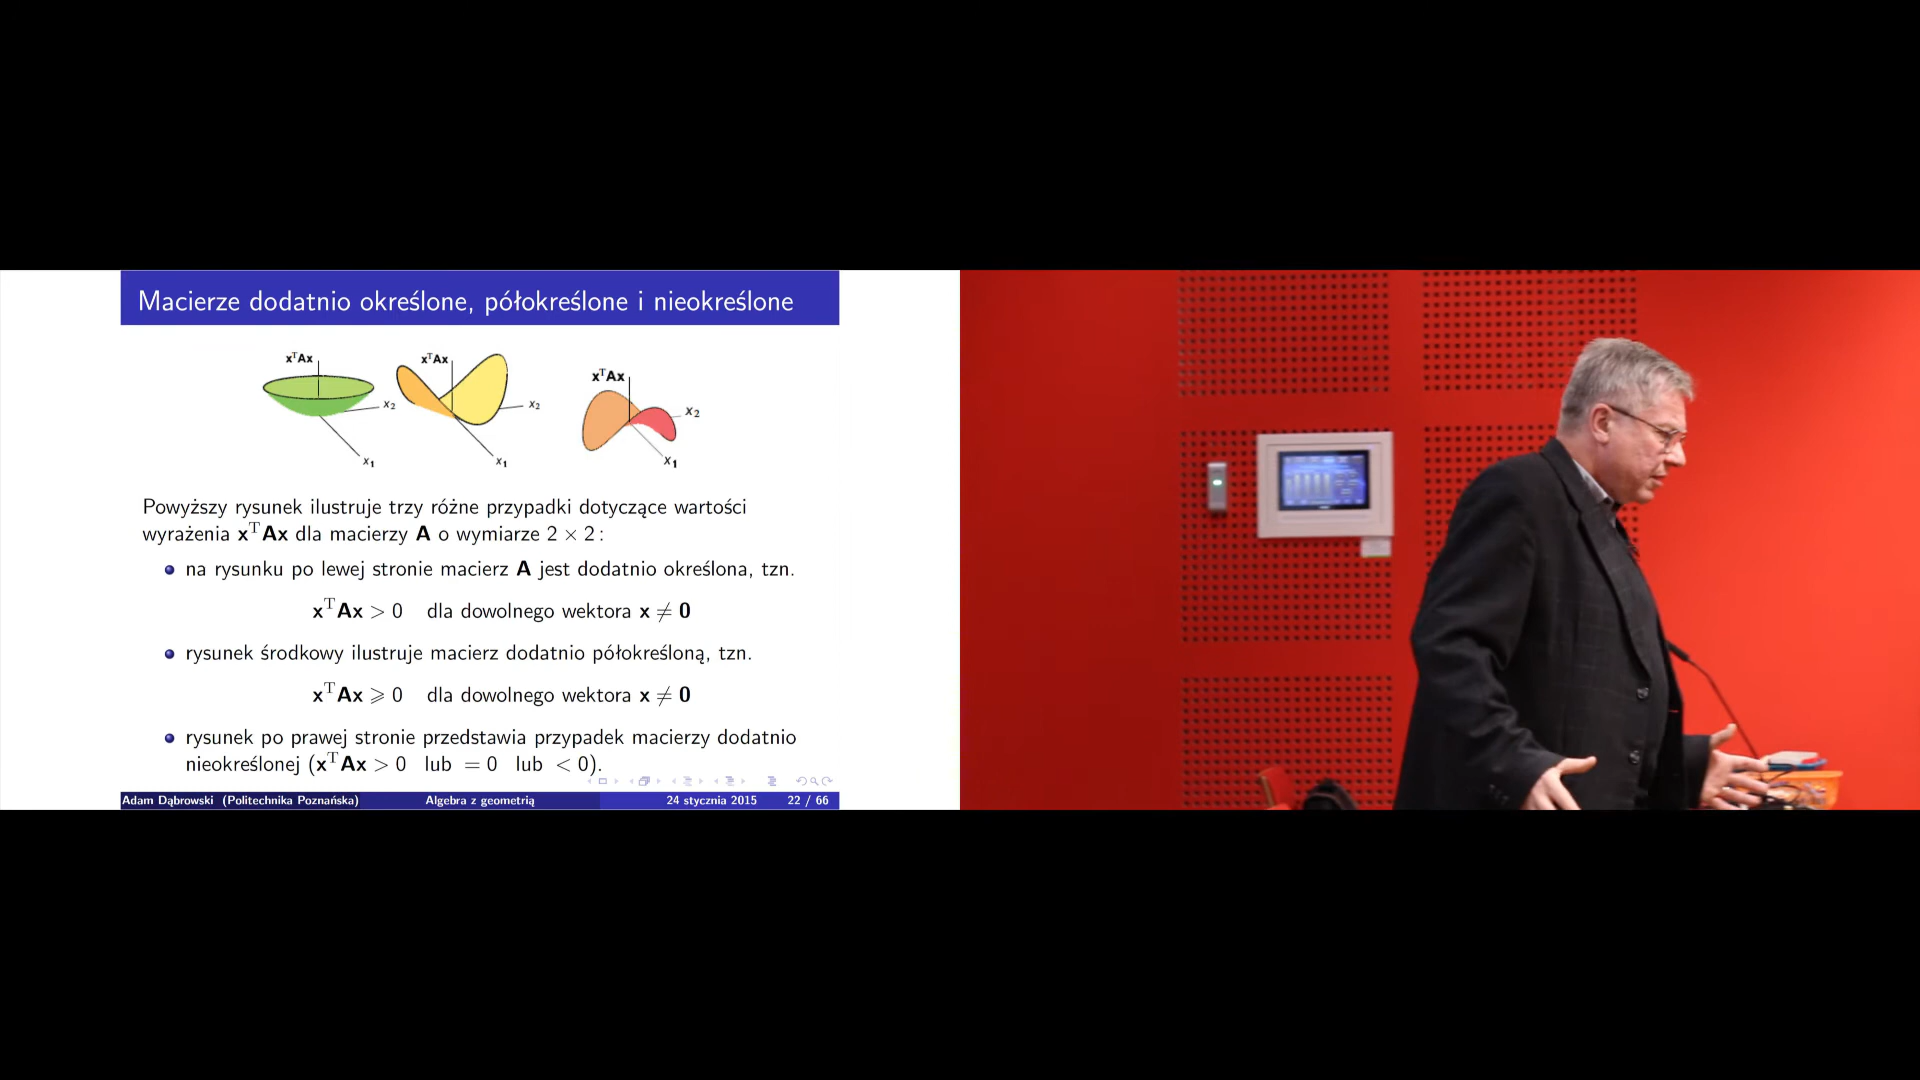 Macierze dodatnio określone, półokreślone i nieokreślone
xᵀAx xᵀAx xᵀAx
x₂ x₂ x₂
x₁ x₁ x₁
Powyższy rysunek ilustruje trzy różne przypadki dotyczące wartości
wyrażenia xᵀAx dla macierzy A o wymiarze 2 × 2 :
na rysunku po lewej stronie macierz A jest dodatnio określona, tzn.
xᵀAx > 0 dla dowolnego wektora x ≠ 0
rysunek środkowy ilustruje macierz dodatnio półokreśloną, tzn.
xᵀAx ⩾ 0 dla dowolnego wektora x ≠ 0
rysunek po prawej stronie przedstawia przypadek macierzy dodatnio
nieokreślonej (xᵀAx > 0 lub = 0 lub < 0).
Adam Dąbrowski (Politechnika Poznańska) Algebra z geometrią 24 stycznia 2015 22 / 66